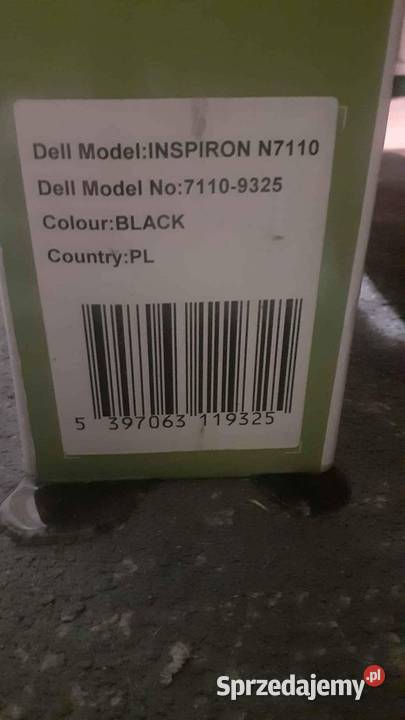 Dell Model:INSPIRON N7110
Dell Model No:7110-9325
Colour:BLACK
Country:PL
5 397063 119325
Sprzedajemy.pl